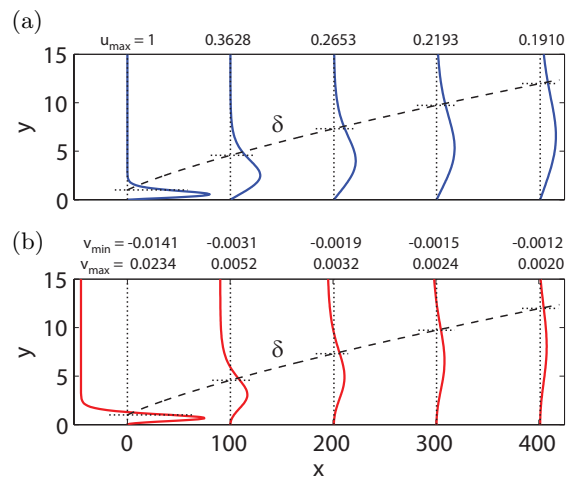 (a)
u_max = 1 0.3628 0.2653 0.2193 0.1910
15
10
5
0
y
δ
(b)
v_min = -0.0141 -0.0031 -0.0019 -0.0015 -0.0012
v_max = 0.0234 0.0052 0.0032 0.0024 0.0020
15
10
5
0
y
δ
0 100 200 300 400
x